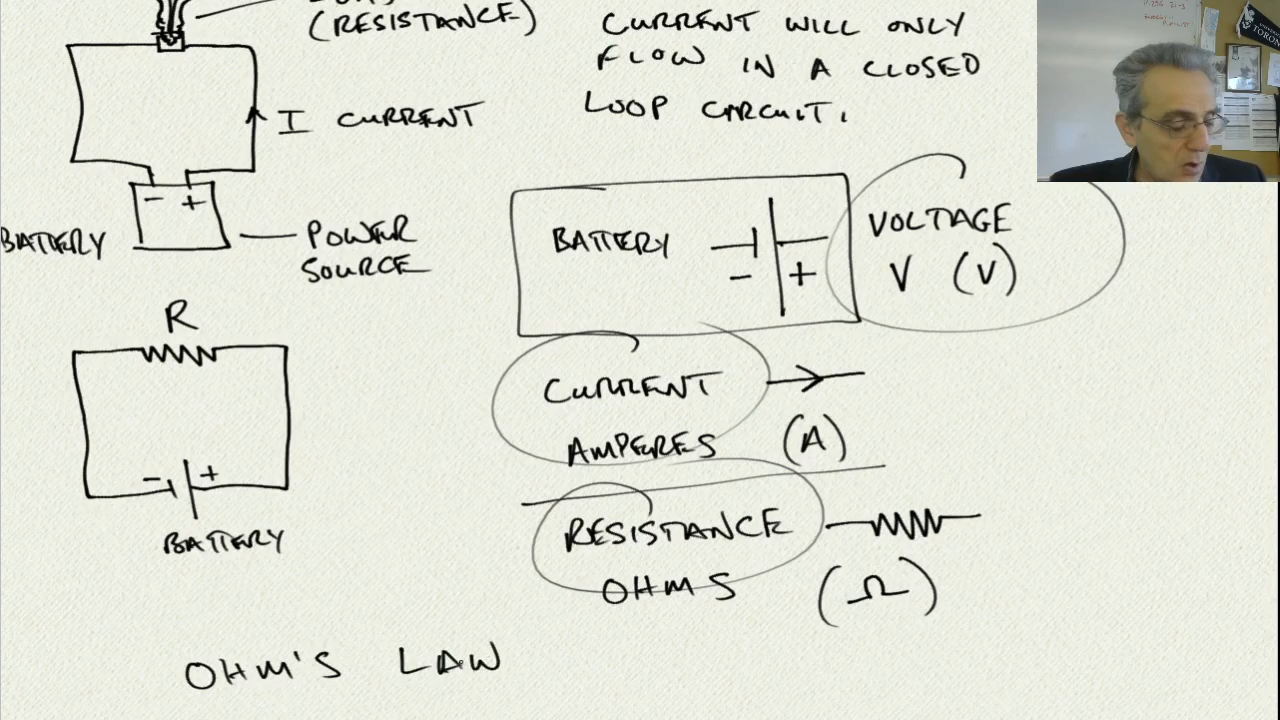 (RESISTANCE)
CURRENT WILL ONLY
FLOW IN A CLOSED
LOOP CIRCUIT.
I CURRENT
- +
BATTERY
POWER
SOURCE
BATTERY
- +
VOLTAGE
V (V)
R
- +
BATTERY
CURRENT
AMPERES (A)
RESISTANCE
OHMS (Ω)
OHM'S LAW